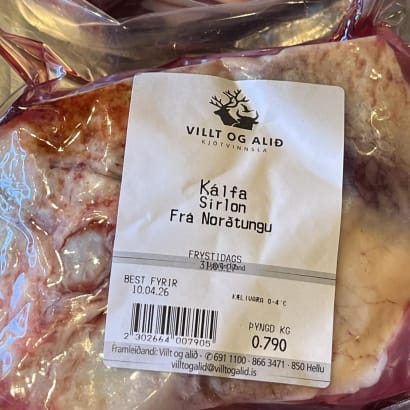 VILLT OG ALIÐ
KJÖTVINNSLA
Kálfa
Sirlon
Frá Norðtungu
FRYSTIDAGS
BEST FYRIR
10.04.26
KÆLIVARA 0-4°C
ÞYNGD KG
0.790
2 302664 007905
Framleiðandi: Villt og alið - ✆ 691 1100 - 866 3471 - 850 Hellu
villtogalid@villtogalid.is